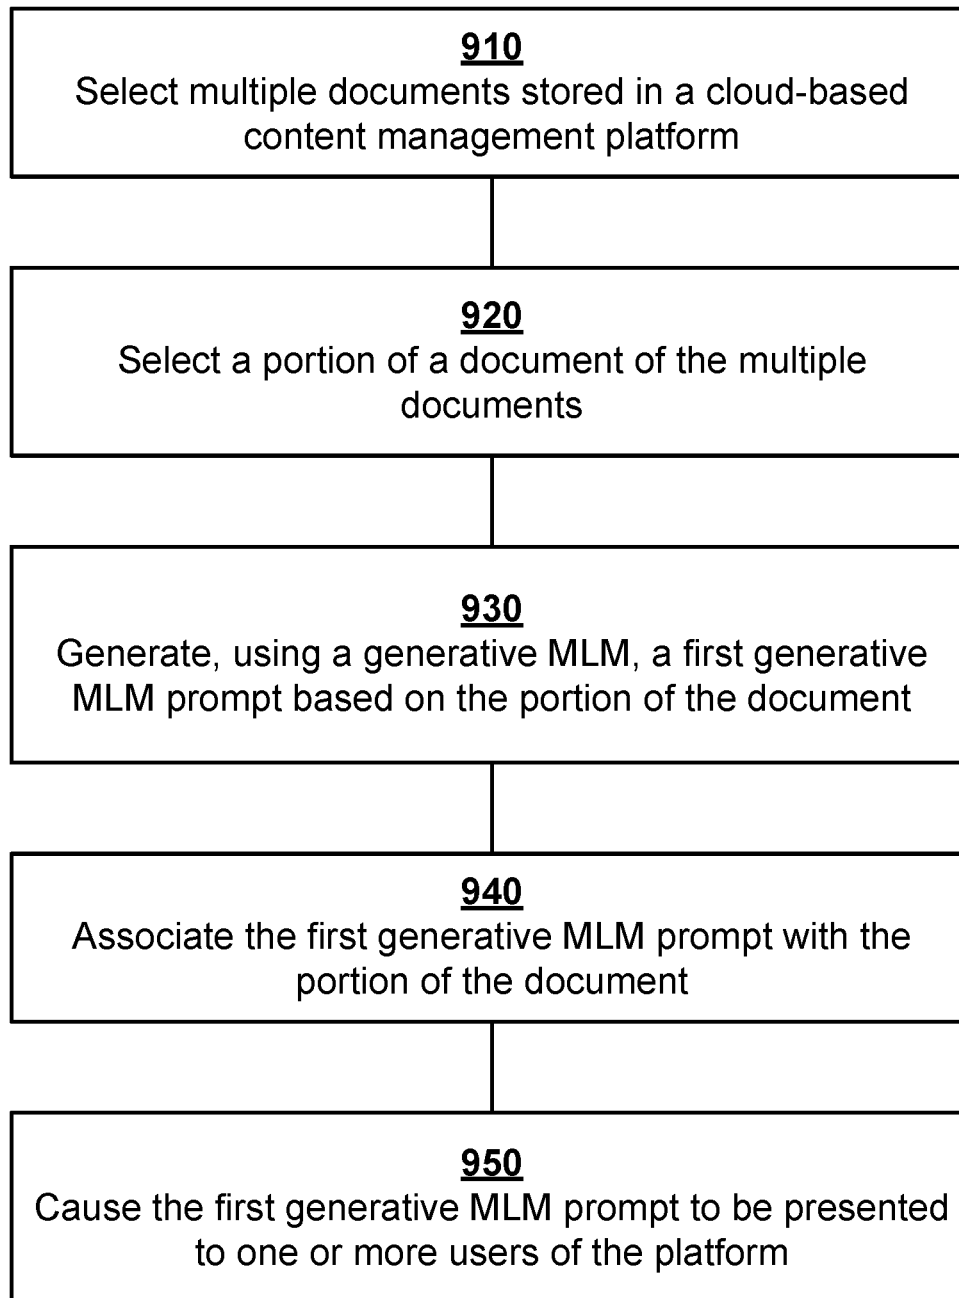 910
Select multiple documents stored in a cloud-based
content management platform
920
Select a portion of a document of the multiple
documents
930
Generate, using a generative MLM, a first generative
MLM prompt based on the portion of the document
940
Associate the first generative MLM prompt with the
portion of the document
950
Cause the first generative MLM prompt to be presented
to one or more users of the platform